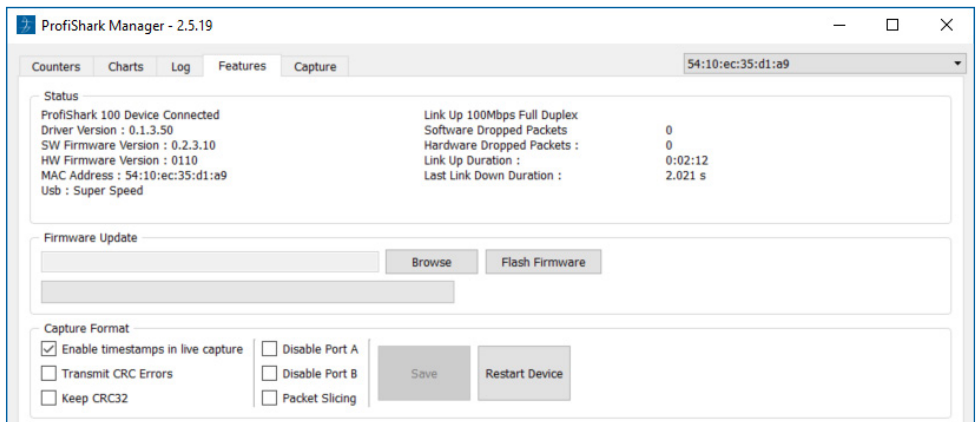 ProfiShark Manager - 2.5.19
Counters Charts Log Features Capture 54:10:ec:35:d1:a9
Status
ProfiShark 100 Device Connected
Driver Version : 0.1.3.50
SW Firmware Version : 0.2.3.10
HW Firmware Version : 0110
MAC Address : 54:10:ec:35:d1:a9
Usb : Super Speed
Link Up 100Mbps Full Duplex
Software Dropped Packets 0
Hardware Dropped Packets : 0
Link Up Duration : 0:02:12
Last Link Down Duration : 2.021 s
Firmware Update
Browse Flash Firmware
Capture Format
Enable timestamps in live capture
Transmit CRC Errors
Keep CRC32
Disable Port A
Disable Port B
Packet Slicing
Save Restart Device